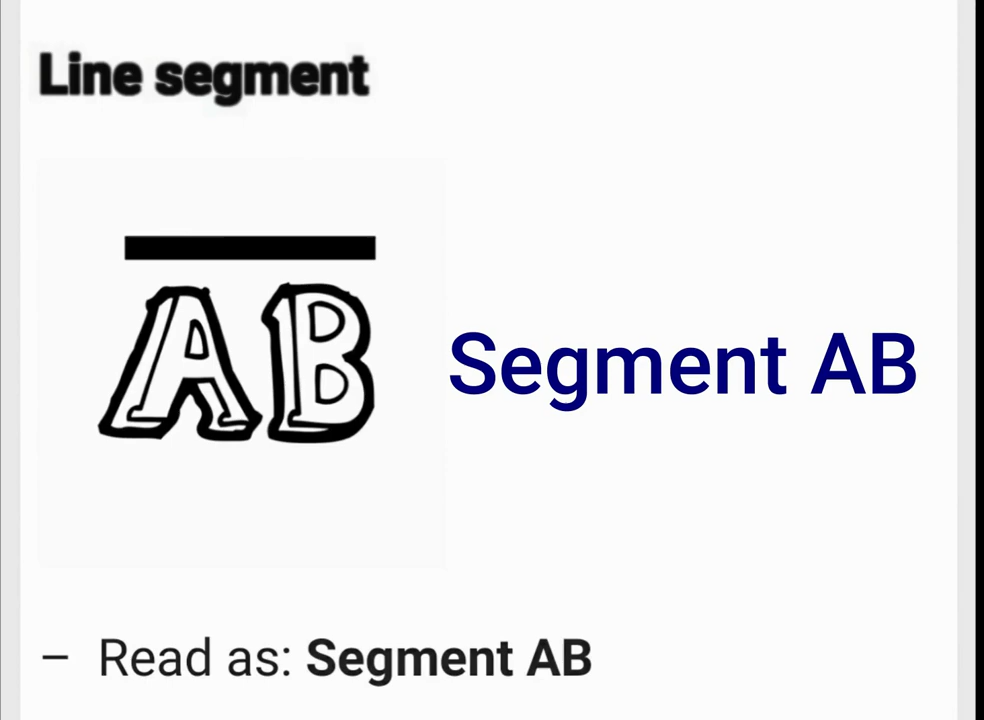 Line segment
AB
Segment AB
– Read as: Segment AB